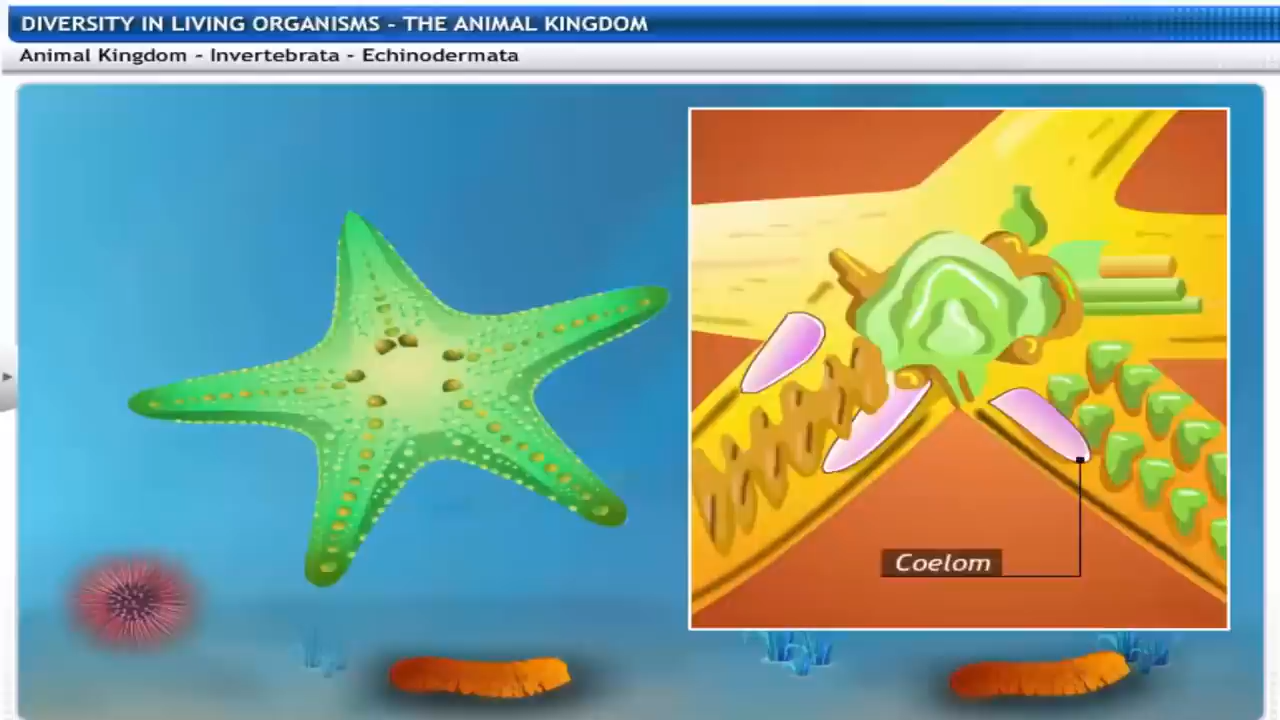 DIVERSITY IN LIVING ORGANISMS - THE ANIMAL KINGDOM
Animal Kingdom - Invertebrata - Echinodermata
Coelom